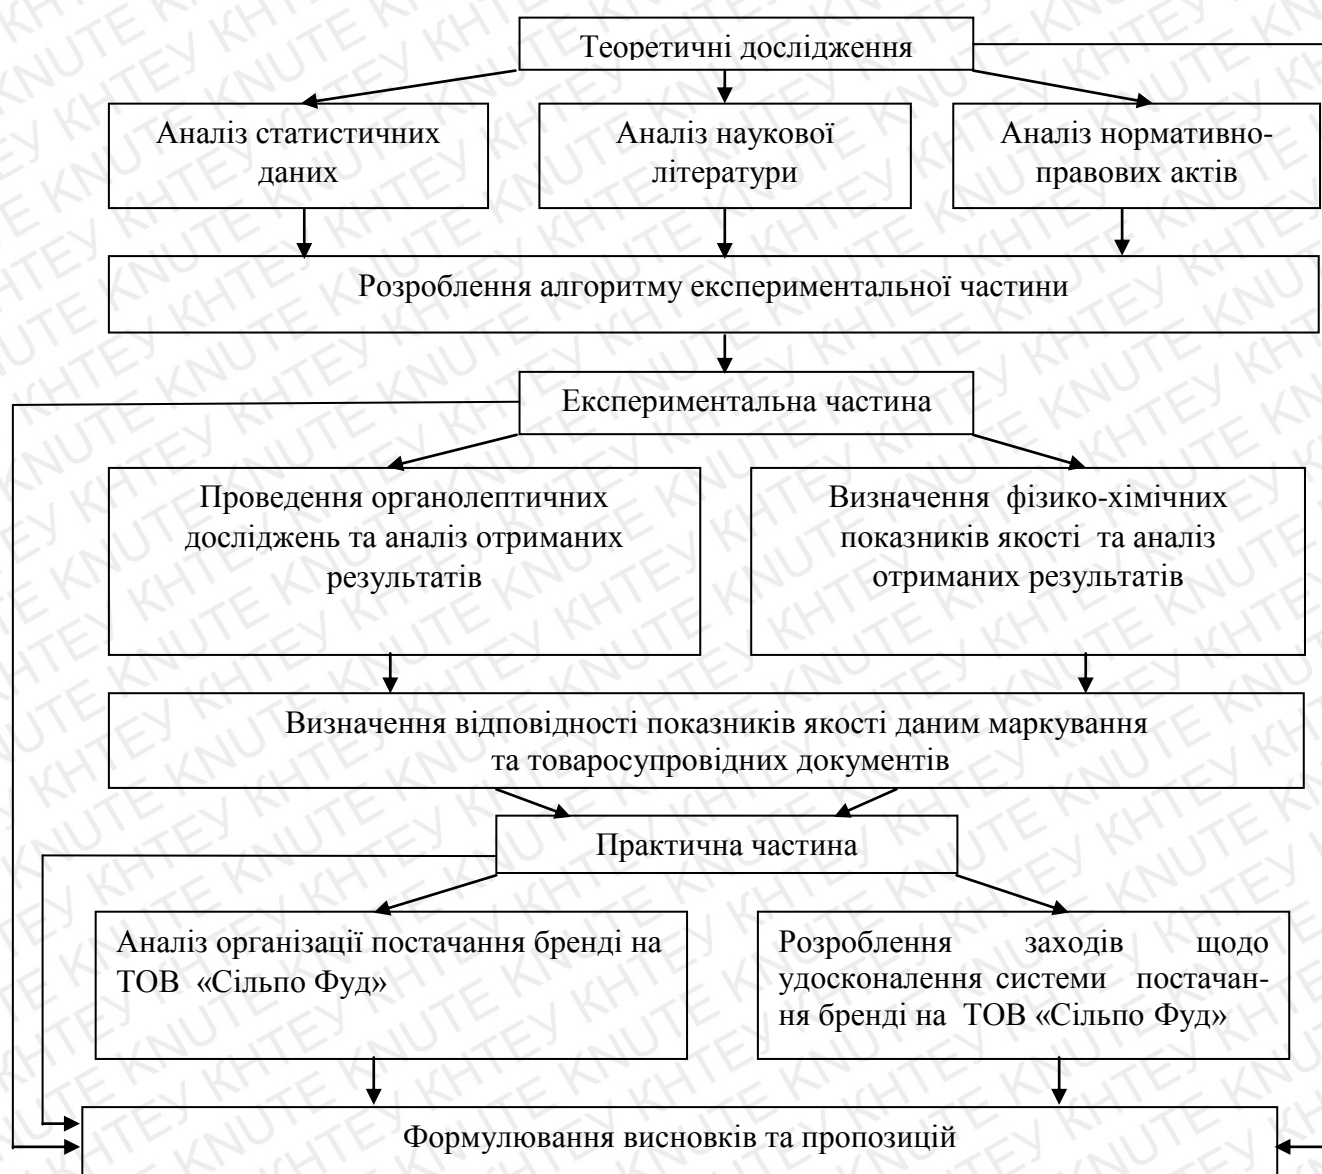 Теоретичні дослідження
Аналіз статистичних
даних
Аналіз наукової
літератури
Аналіз нормативно-
правових актів
Розроблення алгоритму експериментальної частини
Експериментальна частина
Проведення органолептичних
досліджень та аналіз отриманих
результатів
Визначення фізико-хімічних
показників якості та аналіз
отриманих результатів
Визначення відповідності показників якості даним маркування
та товаросупровідних документів
Практична частина
Аналіз організації постачання бренді на
ТОВ «Сільпо Фуд»
Розроблення заходів щодо
удосконалення системи постачан-
ня бренді на ТОВ «Сільпо Фуд»
Формулювання висновків та пропозицій